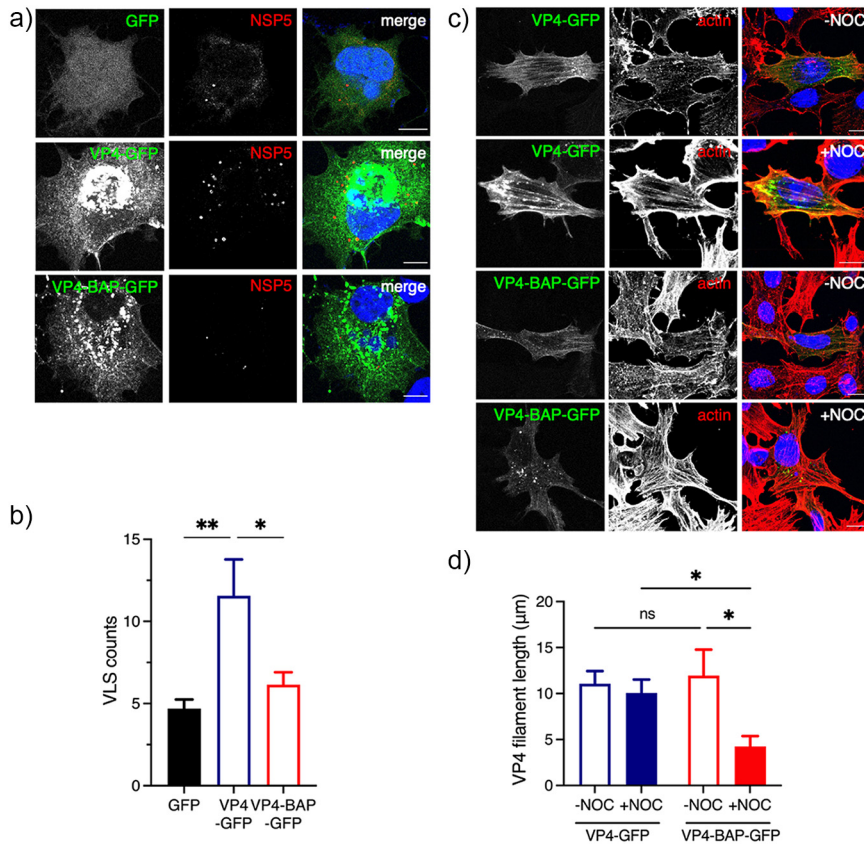 a)
GFP NSP5 merge
VP4-GFP NSP5 merge
VP4-BAP-GFP NSP5 merge
b)
** *
15
10
5
0
VLS counts
GFP VP4 VP4-BAP
-GFP -GFP
c)
VP4-GFP actin -NOC
VP4-GFP actin +NOC
VP4-BAP-GFP actin -NOC
VP4-BAP-GFP actin +NOC
d)
*
ns *
20
15
10
5
0
VP4 filament length (µm)
-NOC +NOC -NOC +NOC
VP4-GFP VP4-BAP-GFP